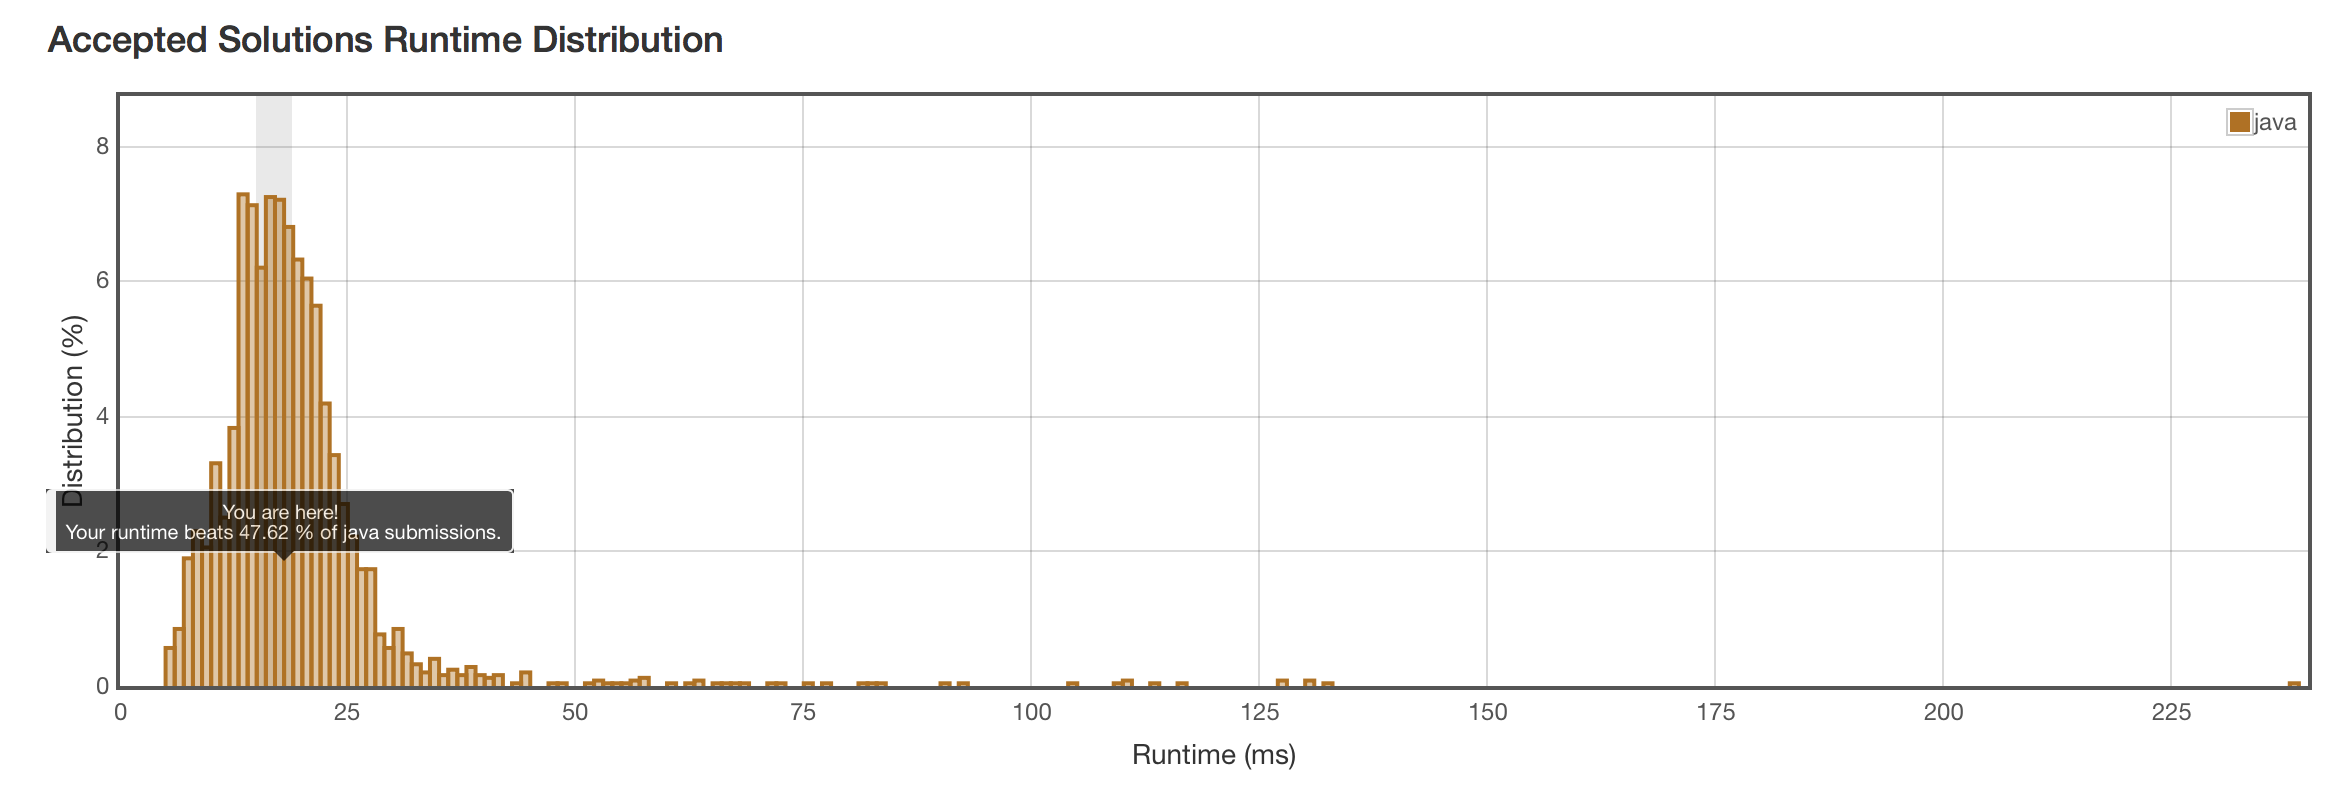 Accepted Solutions Runtime Distribution
java
8
6
4
2
0
Distribution (%)
You are here!
Your runtime beats 47.62 % of java submissions.
0 25 50 75 100 125 150 175 200 225
Runtime (ms)